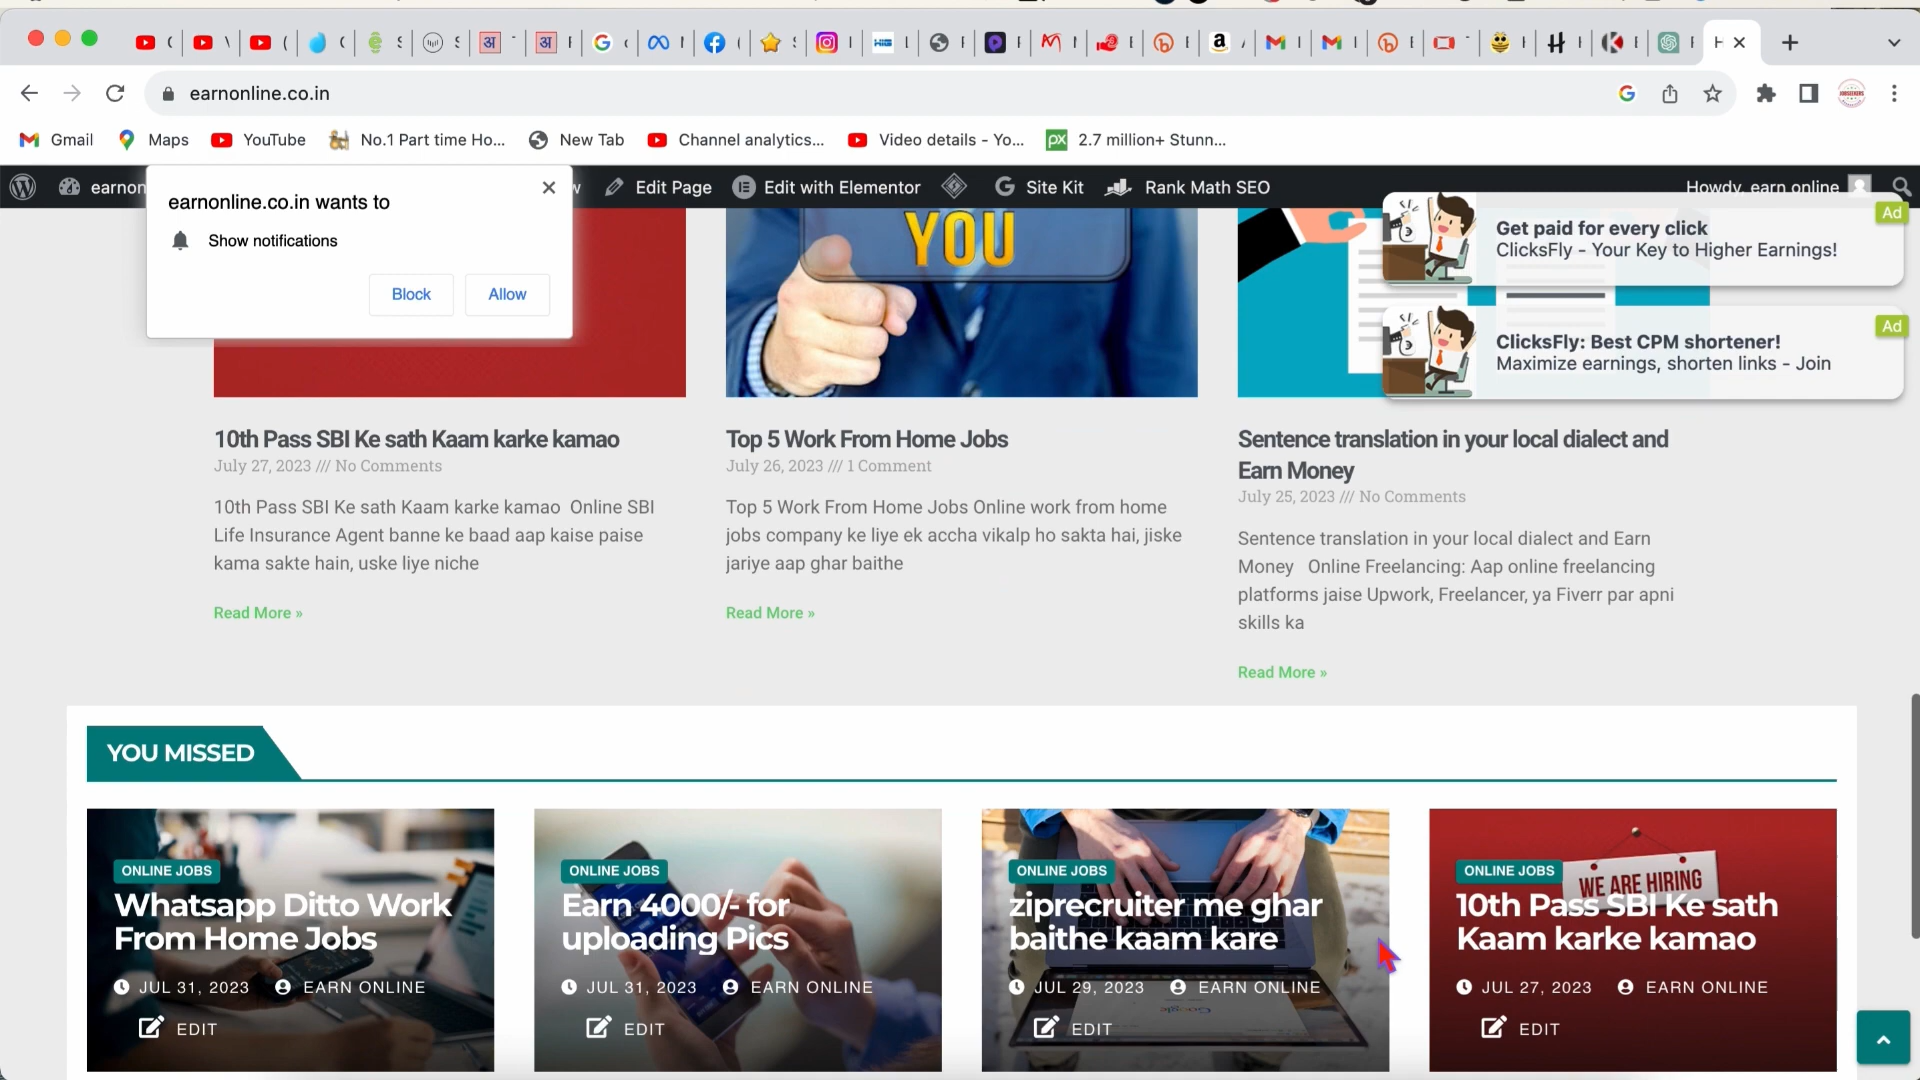 earnonline.co.in
Gmail
Maps
YouTube
No.1 Part time Ho...
New Tab
Channel analytics...
Video details - Yo...
2.7 million+ Stunn...
earnon
Edit Page
Edit with Elementor
Site Kit
Rank Math SEO
Howdy, earn online
earnonline.co.in wants to
Show notifications
Block
Allow
YOU
Ad
Get paid for every click
ClicksFly - Your Key to Higher Earnings!
Ad
ClicksFly: Best CPM shortener!
Maximize earnings, shorten links - Join
10th Pass SBI Ke sath Kaam karke kamao
July 27, 2023 /// No Comments
10th Pass SBI Ke sath Kaam karke kamao  Online SBI
Life Insurance Agent banne ke baad aap kaise paise
kama sakte hain, uske liye niche
Read More »
Top 5 Work From Home Jobs
July 26, 2023 /// 1 Comment
Top 5 Work From Home Jobs Online work from home
jobs company ke liye ek accha vikalp ho sakta hai, jiske
jariye aap ghar baithe
Read More »
Sentence translation in your local dialect and
Earn Money
July 25, 2023 /// No Comments
Sentence translation in your local dialect and Earn
Money   Online Freelancing: Aap online freelancing
platforms jaise Upwork, Freelancer, ya Fiverr par apni
skills ka
Read More »
YOU MISSED
ONLINE JOBS
Whatsapp Ditto Work
From Home Jobs
JUL 31, 2023 EARN ONLINE
EDIT
ONLINE JOBS
Earn 4000/- for
uploading Pics
JUL 31, 2023 EARN ONLINE
EDIT
ONLINE JOBS
ziprecruiter me ghar
baithe kaam kare
JUL 29, 2023 EARN ONLINE
EDIT
ONLINE JOBS
WE ARE HIRING
10th Pass SBI Ke sath
Kaam karke kamao
JUL 27, 2023 EARN ONLINE
EDIT